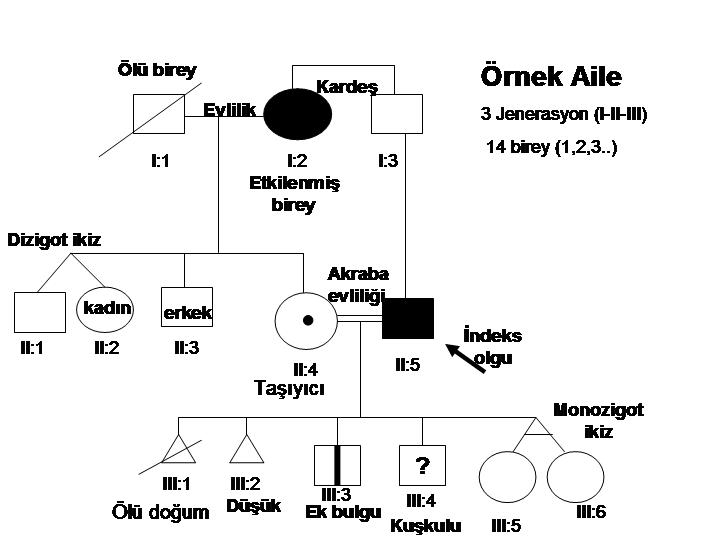 Örnek Aile
3 Jenerasyon (I-II-III)
14 birey (1,2,3..)
Ölü birey
Evlilik
Kardeş
I:1
I:2
I:3
Etkilenmiş
birey
Dizigot ikiz
kadın
erkek
Akraba
evliliği
II:1
II:2
II:3
II:4
Taşıyıcı
II:5
İndeks
olgu
Monozigot
ikiz
III:1
Ölü doğum
III:2
Düşük
III:3
Ek bulgu
?
III:4
Kuşkulu
III:5
III:6